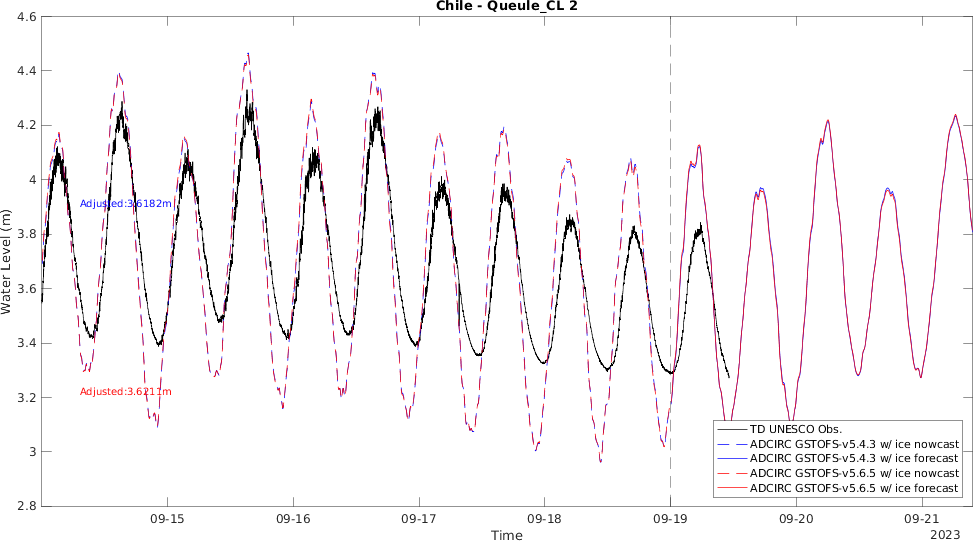 Chile - Queule_CL 2
4.6
4.4
4.2
4
3.8
3.6
3.4
3.2
3
2.8
Water Level (m)
Adjusted:3.6182m
Adjusted:3.6211m
TD UNESCO Obs.
ADCIRC GSTOFS-v5.4.3 w/ ice nowcast
ADCIRC GSTOFS-v5.4.3 w/ ice forecast
ADCIRC GSTOFS-v5.6.5 w/ ice nowcast
ADCIRC GSTOFS-v5.6.5 w/ ice forecast
09-15 09-16 09-17 09-18 09-19 09-20 09-21
Time
2023